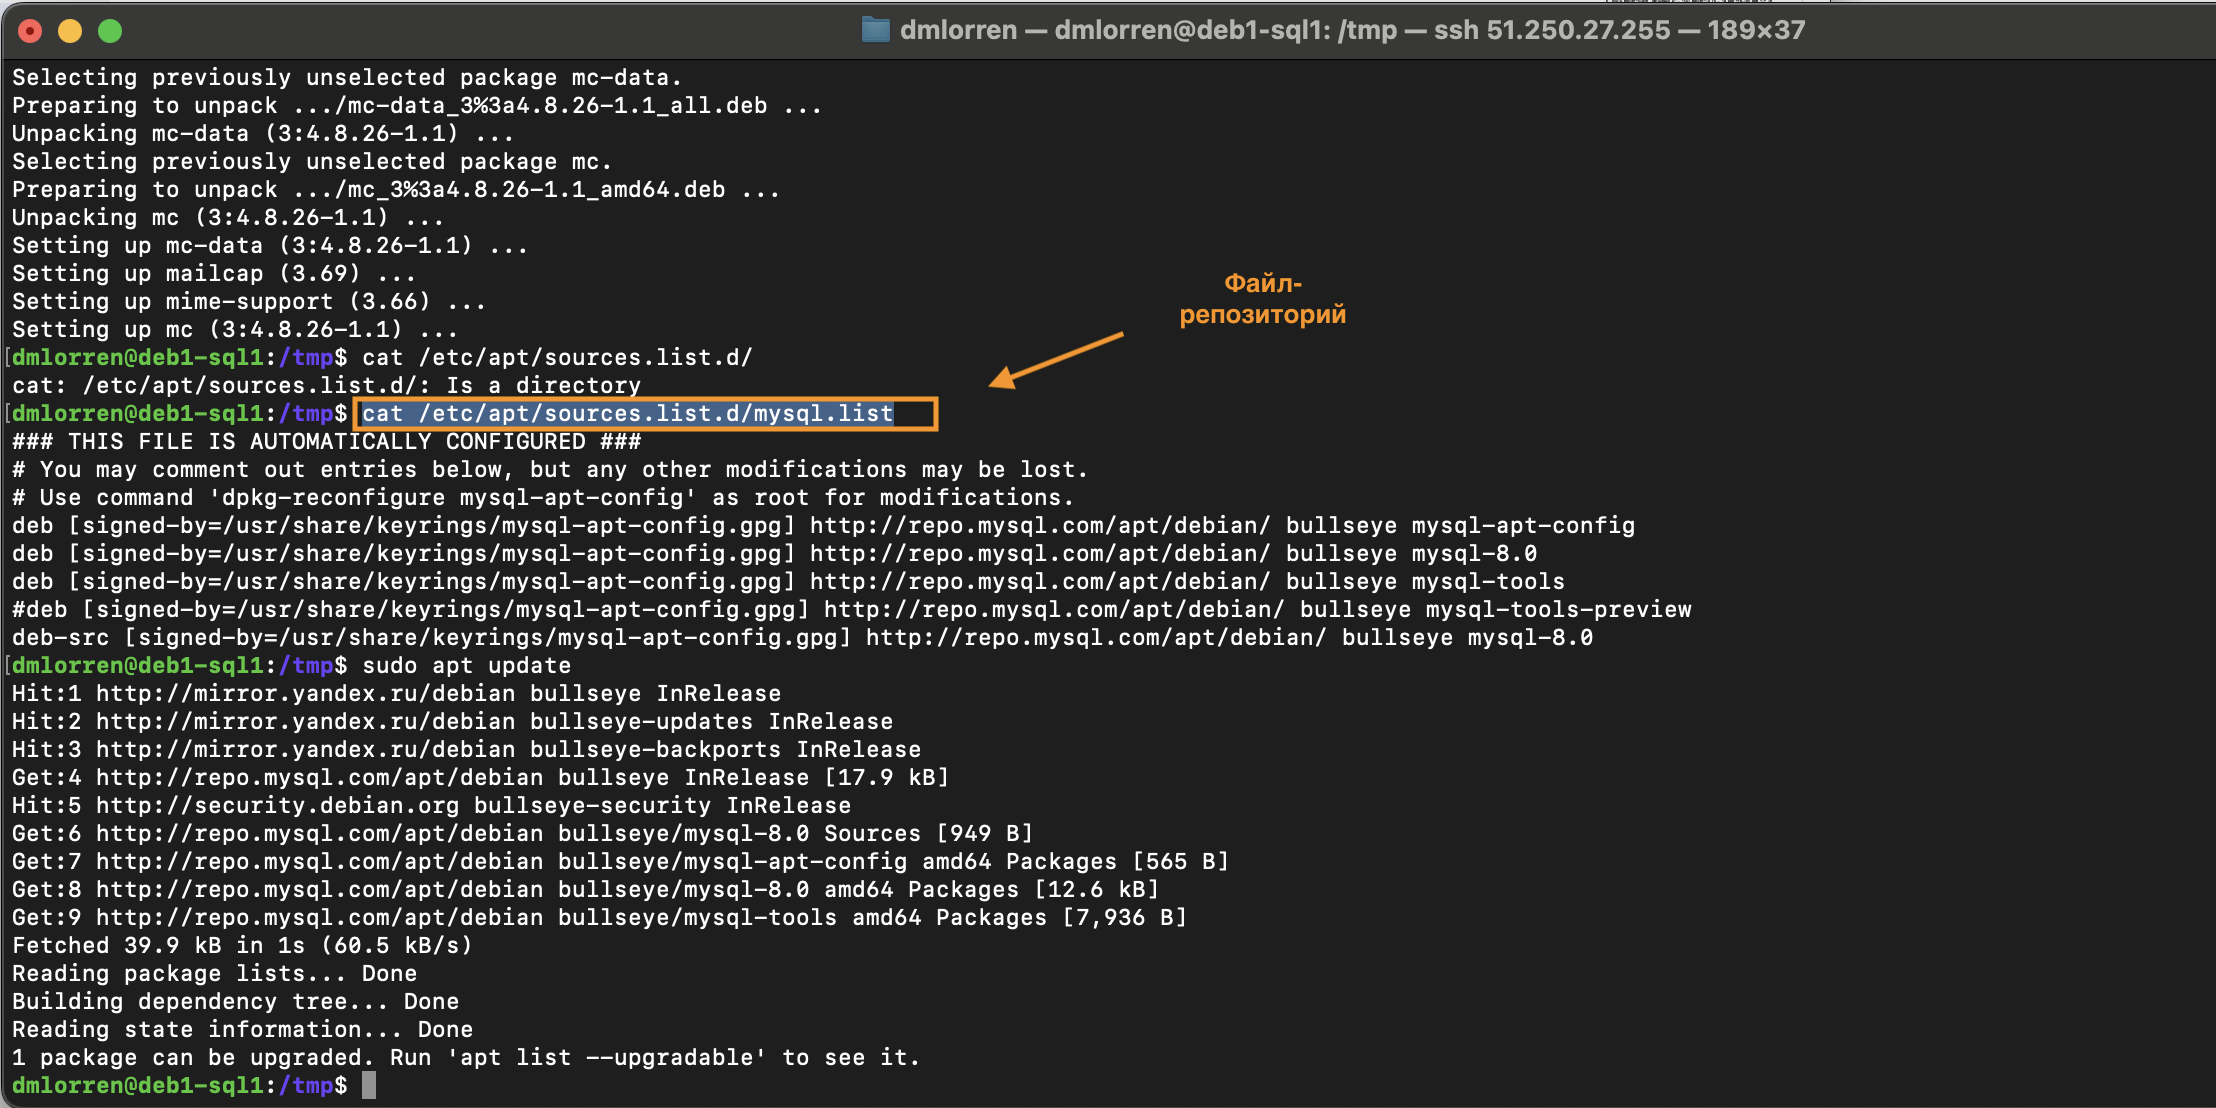 dmlorren — dmlorren@deb1-sql1: /tmp — ssh 51.250.27.255 — 189×37
Selecting previously unselected package mc-data.
Preparing to unpack .../mc-data_3%3a4.8.26-1.1_all.deb ...
Unpacking mc-data (3:4.8.26-1.1) ...
Selecting previously unselected package mc.
Preparing to unpack .../mc_3%3a4.8.26-1.1_amd64.deb ...
Unpacking mc (3:4.8.26-1.1) ...
Setting up mc-data (3:4.8.26-1.1) ...
Setting up mailcap (3.69) ...
Setting up mime-support (3.66) ...
Setting up mc (3:4.8.26-1.1) ...
Файл-
репозиторий
[dmlorren@deb1-sql1:/tmp$ cat /etc/apt/sources.list.d/
cat: /etc/apt/sources.list.d/: Is a directory
[dmlorren@deb1-sql1:/tmp$ cat /etc/apt/sources.list.d/mysql.list
### THIS FILE IS AUTOMATICALLY CONFIGURED ###
# You may comment out entries below, but any other modifications may be lost.
# Use command 'dpkg-reconfigure mysql-apt-config' as root for modifications.
deb [signed-by=/usr/share/keyrings/mysql-apt-config.gpg] http://repo.mysql.com/apt/debian/ bullseye mysql-apt-config
deb [signed-by=/usr/share/keyrings/mysql-apt-config.gpg] http://repo.mysql.com/apt/debian/ bullseye mysql-8.0
deb [signed-by=/usr/share/keyrings/mysql-apt-config.gpg] http://repo.mysql.com/apt/debian/ bullseye mysql-tools
#deb [signed-by=/usr/share/keyrings/mysql-apt-config.gpg] http://repo.mysql.com/apt/debian/ bullseye mysql-tools-preview
deb-src [signed-by=/usr/share/keyrings/mysql-apt-config.gpg] http://repo.mysql.com/apt/debian/ bullseye mysql-8.0
[dmlorren@deb1-sql1:/tmp$ sudo apt update
Hit:1 http://mirror.yandex.ru/debian bullseye InRelease
Hit:2 http://mirror.yandex.ru/debian bullseye-updates InRelease
Hit:3 http://mirror.yandex.ru/debian bullseye-backports InRelease
Get:4 http://repo.mysql.com/apt/debian bullseye InRelease [17.9 kB]
Hit:5 http://security.debian.org bullseye-security InRelease
Get:6 http://repo.mysql.com/apt/debian bullseye/mysql-8.0 Sources [949 B]
Get:7 http://repo.mysql.com/apt/debian bullseye/mysql-apt-config amd64 Packages [565 B]
Get:8 http://repo.mysql.com/apt/debian bullseye/mysql-8.0 amd64 Packages [12.6 kB]
Get:9 http://repo.mysql.com/apt/debian bullseye/mysql-tools amd64 Packages [7,936 B]
Fetched 39.9 kB in 1s (60.5 kB/s)
Reading package lists... Done
Building dependency tree... Done
Reading state information... Done
1 package can be upgraded. Run 'apt list --upgradable' to see it.
dmlorren@deb1-sql1:/tmp$